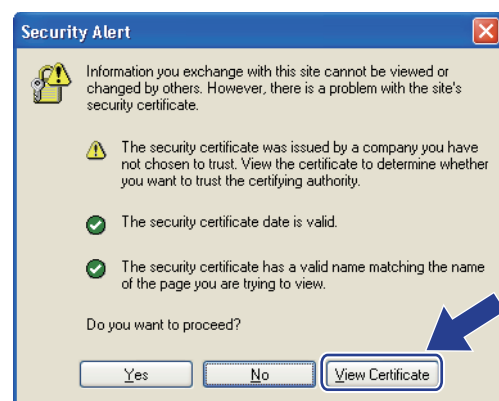 Security Alert
Information you exchange with this site cannot be viewed or
changed by others. However, there is a problem with the site's
security certificate.
The security certificate was issued by a company you have
not chosen to trust. View the certificate to determine whether
you want to trust the certifying authority.
The security certificate date is valid.
The security certificate has a valid name matching the name
of the page you are trying to view.
Do you want to proceed?
Yes
No
View Certificate